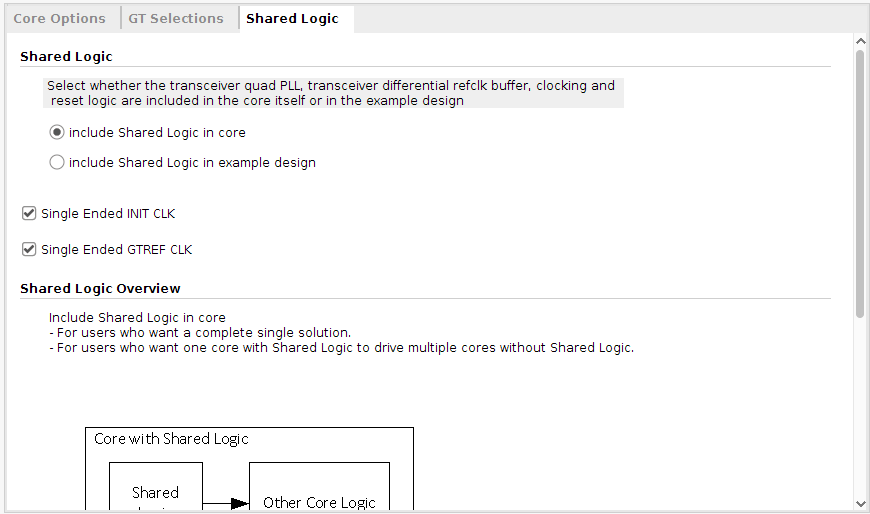 Core Options GT Selections Shared Logic
Shared Logic
Select whether the transceiver quad PLL, transceiver differential refclk buffer, clocking and
reset logic are included in the core itself or in the example design
include Shared Logic in core
include Shared Logic in example design
Single Ended INIT CLK
Single Ended GTREF CLK
Shared Logic Overview
Include Shared Logic in core
- For users who want a complete single solution.
- For users who want one core with Shared Logic to drive multiple cores without Shared Logic.
Core with Shared Logic
Shared
Other Core Logic